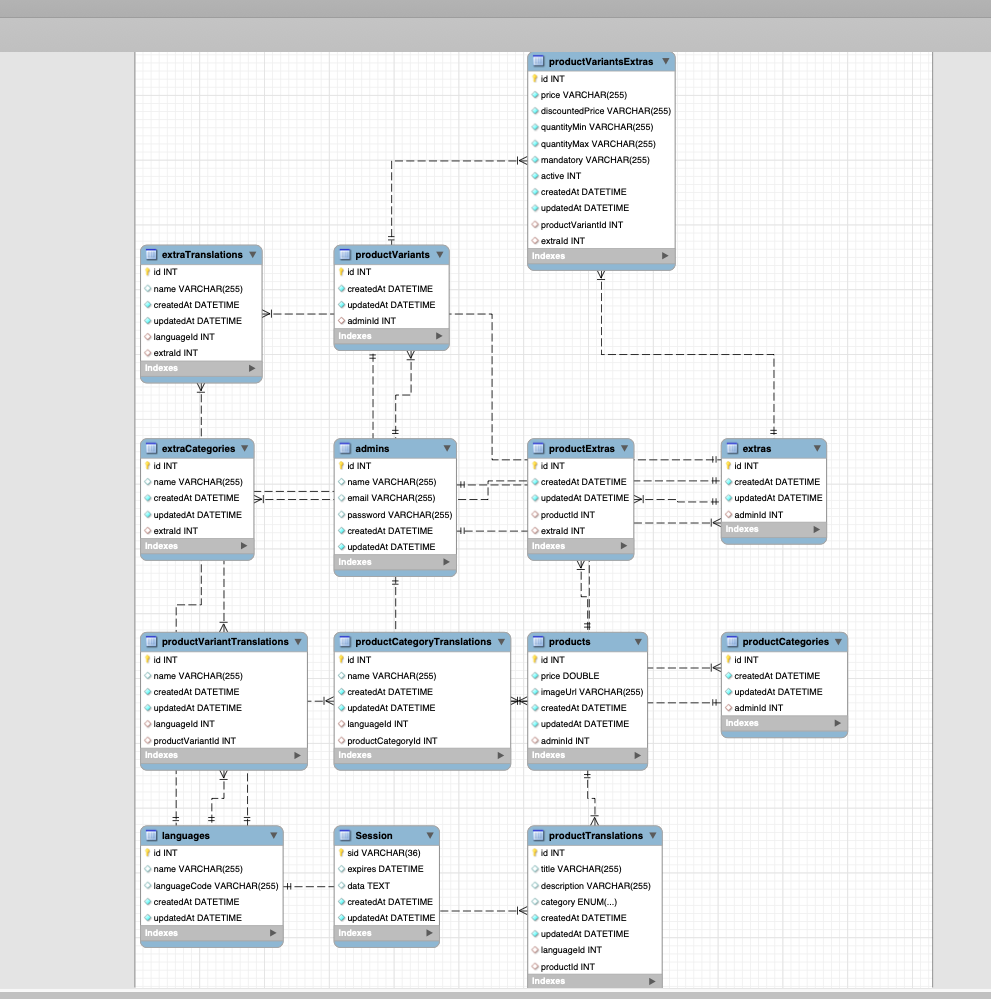 productVariantsExtras
id INT
price VARCHAR(255)
discountedPrice VARCHAR(255)
quantityMin VARCHAR(255)
quantityMax VARCHAR(255)
mandatory VARCHAR(255)
active INT
createdAt DATETIME
updatedAt DATETIME
productVariantId INT
extraId INT
Indexes
extraTranslations
id INT
name VARCHAR(255)
createdAt DATETIME
updatedAt DATETIME
languageId INT
extraId INT
Indexes
productVariants
id INT
createdAt DATETIME
updatedAt DATETIME
adminId INT
Indexes
extraCategories
id INT
name VARCHAR(255)
createdAt DATETIME
updatedAt DATETIME
extraId INT
Indexes
admins
id INT
name VARCHAR(255)
email VARCHAR(255)
password VARCHAR(255)
createdAt DATETIME
updatedAt DATETIME
Indexes
productExtras
id INT
createdAt DATETIME
updatedAt DATETIME
productId INT
extraId INT
Indexes
extras
id INT
createdAt DATETIME
updatedAt DATETIME
adminId INT
Indexes
productVariantTranslations
id INT
name VARCHAR(255)
createdAt DATETIME
updatedAt DATETIME
languageId INT
productVariantId INT
Indexes
productCategoryTranslations
id INT
name VARCHAR(255)
createdAt DATETIME
updatedAt DATETIME
languageId INT
productCategoryId INT
Indexes
products
id INT
price DOUBLE
imageUrl VARCHAR(255)
createdAt DATETIME
updatedAt DATETIME
adminId INT
Indexes
productCategories
id INT
createdAt DATETIME
updatedAt DATETIME
adminId INT
Indexes
languages
id INT
name VARCHAR(255)
languageCode VARCHAR(255)
createdAt DATETIME
updatedAt DATETIME
Indexes
Session
sid VARCHAR(36)
expires DATETIME
data TEXT
createdAt DATETIME
updatedAt DATETIME
Indexes
productTranslations
id INT
title VARCHAR(255)
description VARCHAR(255)
category ENUM(...)
createdAt DATETIME
updatedAt DATETIME
languageId INT
productId INT
Indexes